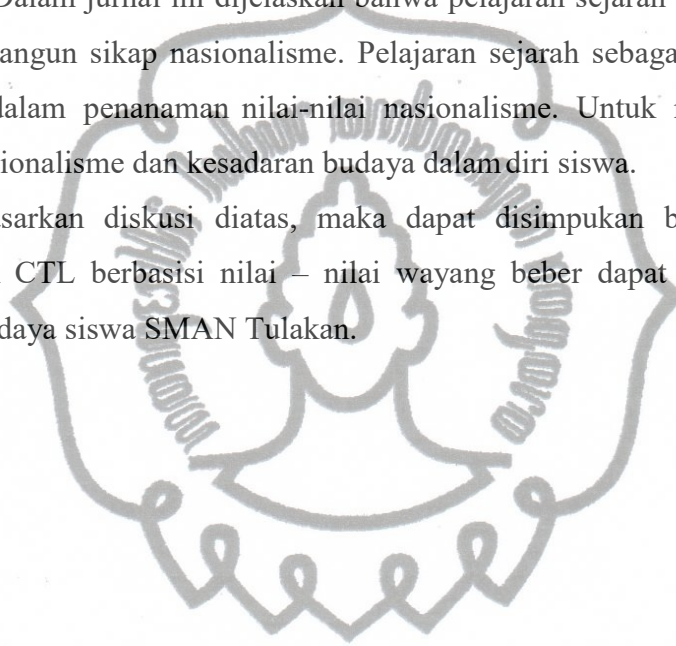 Dalam jurnal ini dijelaskan bahwa pelajaran sejarah
angun sikap nasionalisme. Pelajaran sejarah sebaga
dalam penanaman nilai-nilai nasionalisme. Untuk
ionalisme dan kesadaran budaya dalam diri siswa.
sarkan diskusi diatas, maka dapat disimpukan b
CTL berbasisi nilai – nilai wayang beber dapat
daya siswa SMAN Tulakan.